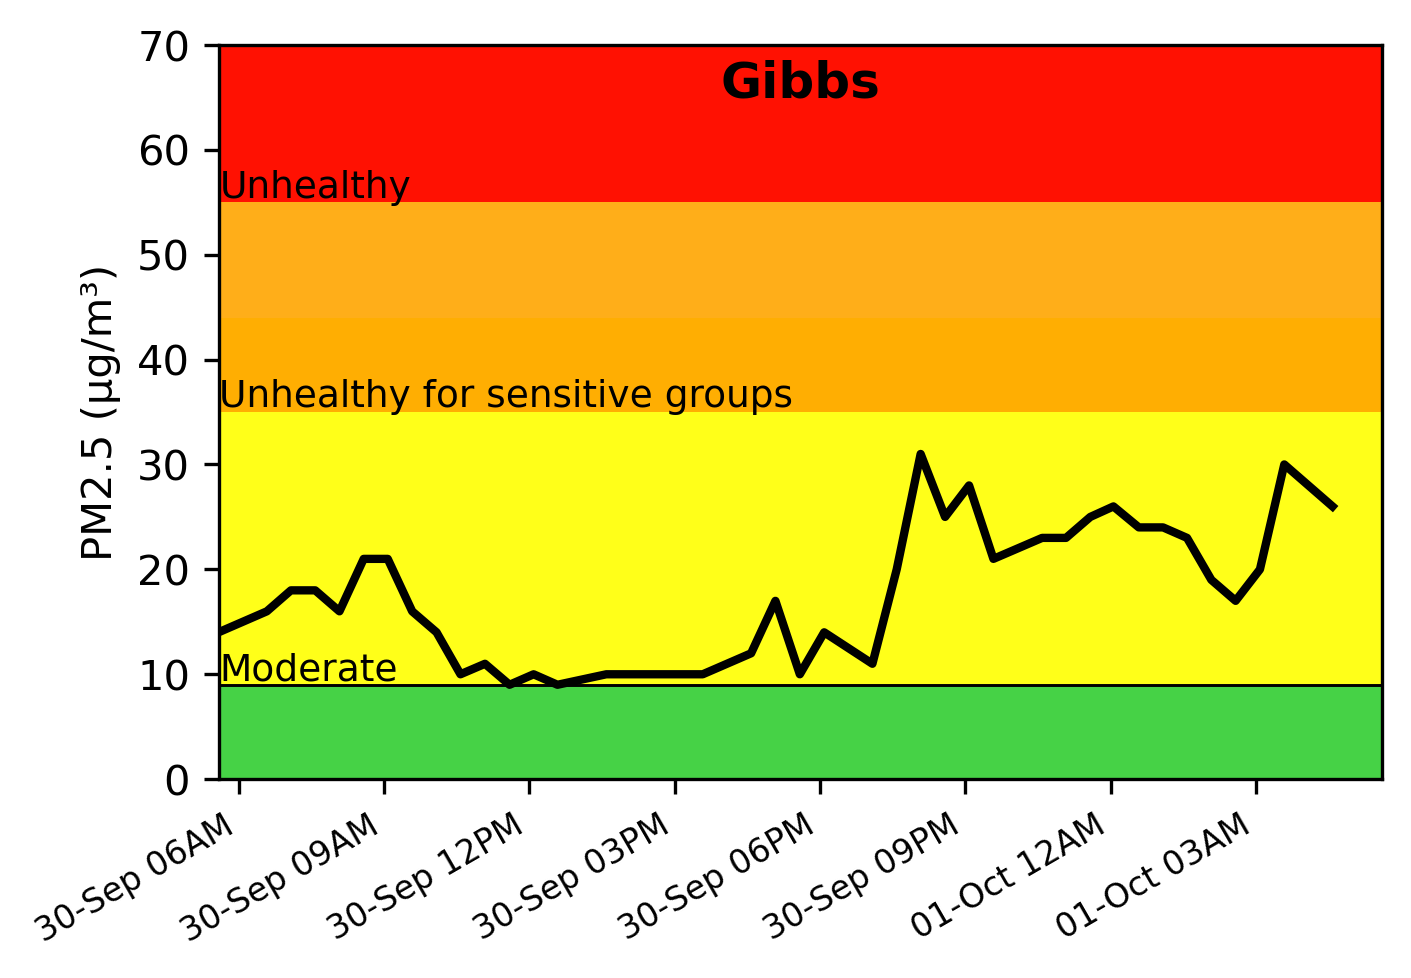 Gibbs
PM2.5 (µg/m³)
70
60
50
40
30
20
10
0
Unhealthy
Unhealthy for sensitive groups
Moderate
30-Sep 06AM
30-Sep 09AM
30-Sep 12PM
30-Sep 03PM
30-Sep 06PM
30-Sep 09PM
01-Oct 12AM
01-Oct 03AM